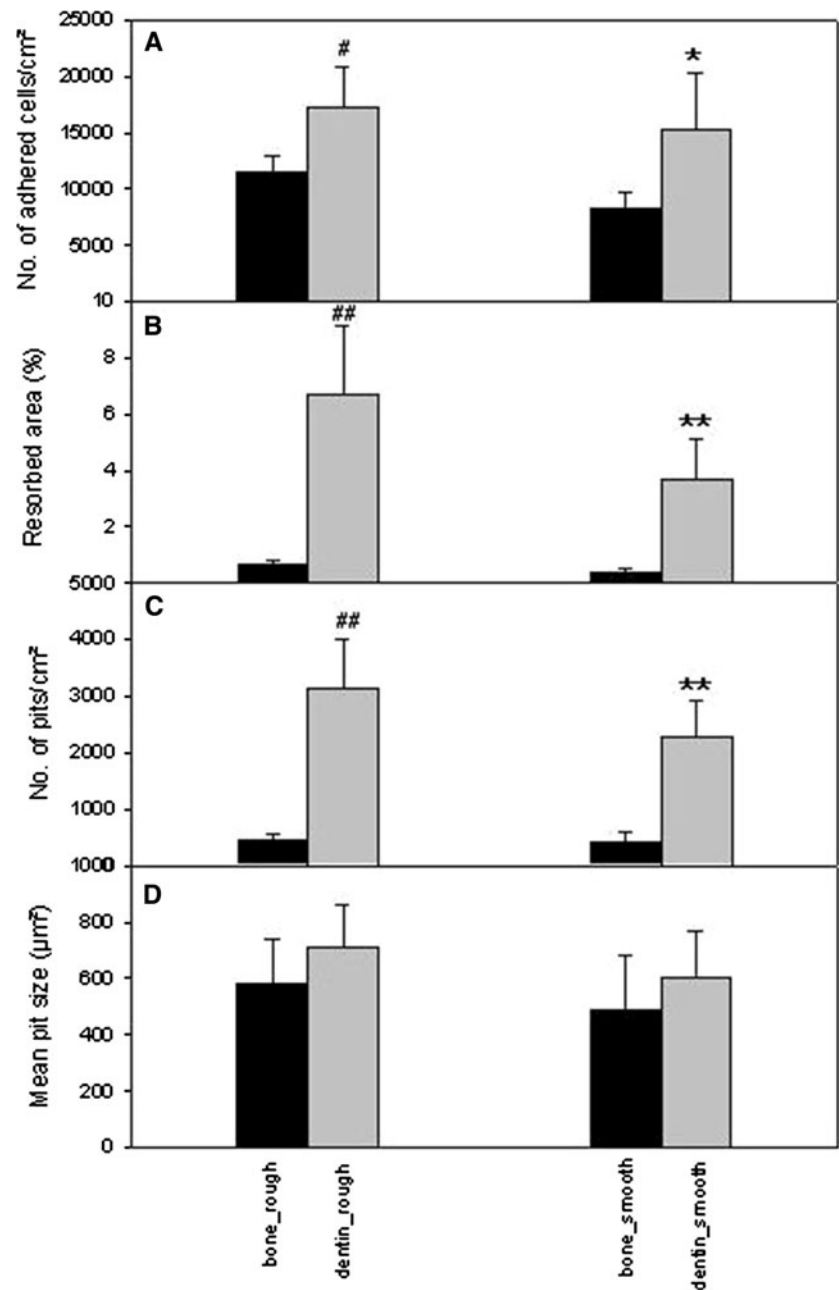 A
No. of adhered cells/cm²
25000
20000
15000
10000
5000
10
#
*
B
Resorbed area (%)
8
6
4
2
5000
##
**
C
No. of pits/cm²
4000
3000
2000
1000
1000
##
**
D
Mean pit size (µm²)
800
600
400
200
0
bone_rough
dentin_rough
bone_smooth
dentin_smooth